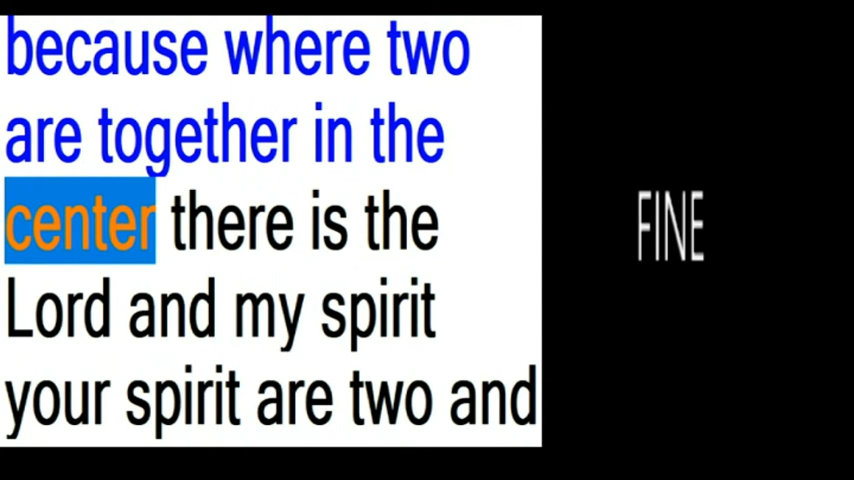 because where two
are together in the
center there is the
Lord and my spirit
your spirit are two and
FINE